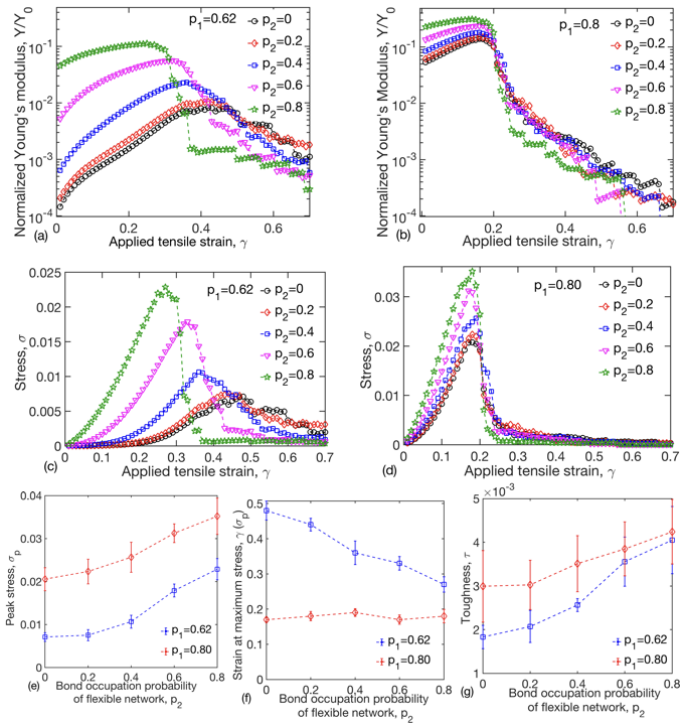 p1=0.62
p2=0
p2=0.2
p2=0.4
p2=0.6
p2=0.8
10^-1
10^-2
10^-3
10^-4
Normalized Young's modulus, Y/Y0
0 0.2 0.4 0.6
(a) Applied tensile strain, γ
p1=0.8
p2=0
p2=0.2
p2=0.4
p2=0.6
p2=0.8
10^-1
10^-2
10^-3
10^-4
Normalized Young's Modulus, Y/Y0
0 0.2 0.4 0.6
(b) Applied tensile strain, γ
0.025
0.02
0.015
0.01
0.005
0
Stress, σ
p1=0.62
p2=0
p2=0.2
p2=0.4
p2=0.6
p2=0.8
0 0.1 0.2 0.3 0.4 0.5 0.6 0.7
(c) Applied tensile strain, γ
0.03
0.02
0.01
0
Stress, σ
p1=0.80
p2=0
p2=0.2
p2=0.4
p2=0.6
p2=0.8
0 0.1 0.2 0.3 0.4 0.5 0.6 0.7
(d) Applied tensile strain, γ
0.04
0.03
0.02
0.01
0
Peak stress, σp
p1=0.62
p1=0.80
0 0.2 0.4 0.6 0.8
(e) Bond occupation probability
of flexible network, p2
0.5
0.4
0.3
0.2
0.1
0
Strain at maximum stress, γ (σp)
p1=0.62
p1=0.80
0 0.2 0.4 0.6 0.8
(f) Bond occupation probability
of flexible network, p2
×10^-3
5
4
3
2
1
Toughness, τ
p1=0.62
p1=0.80
0 0.2 0.4 0.6 0.8
(g) Bond occupation probability
of flexible network, p2